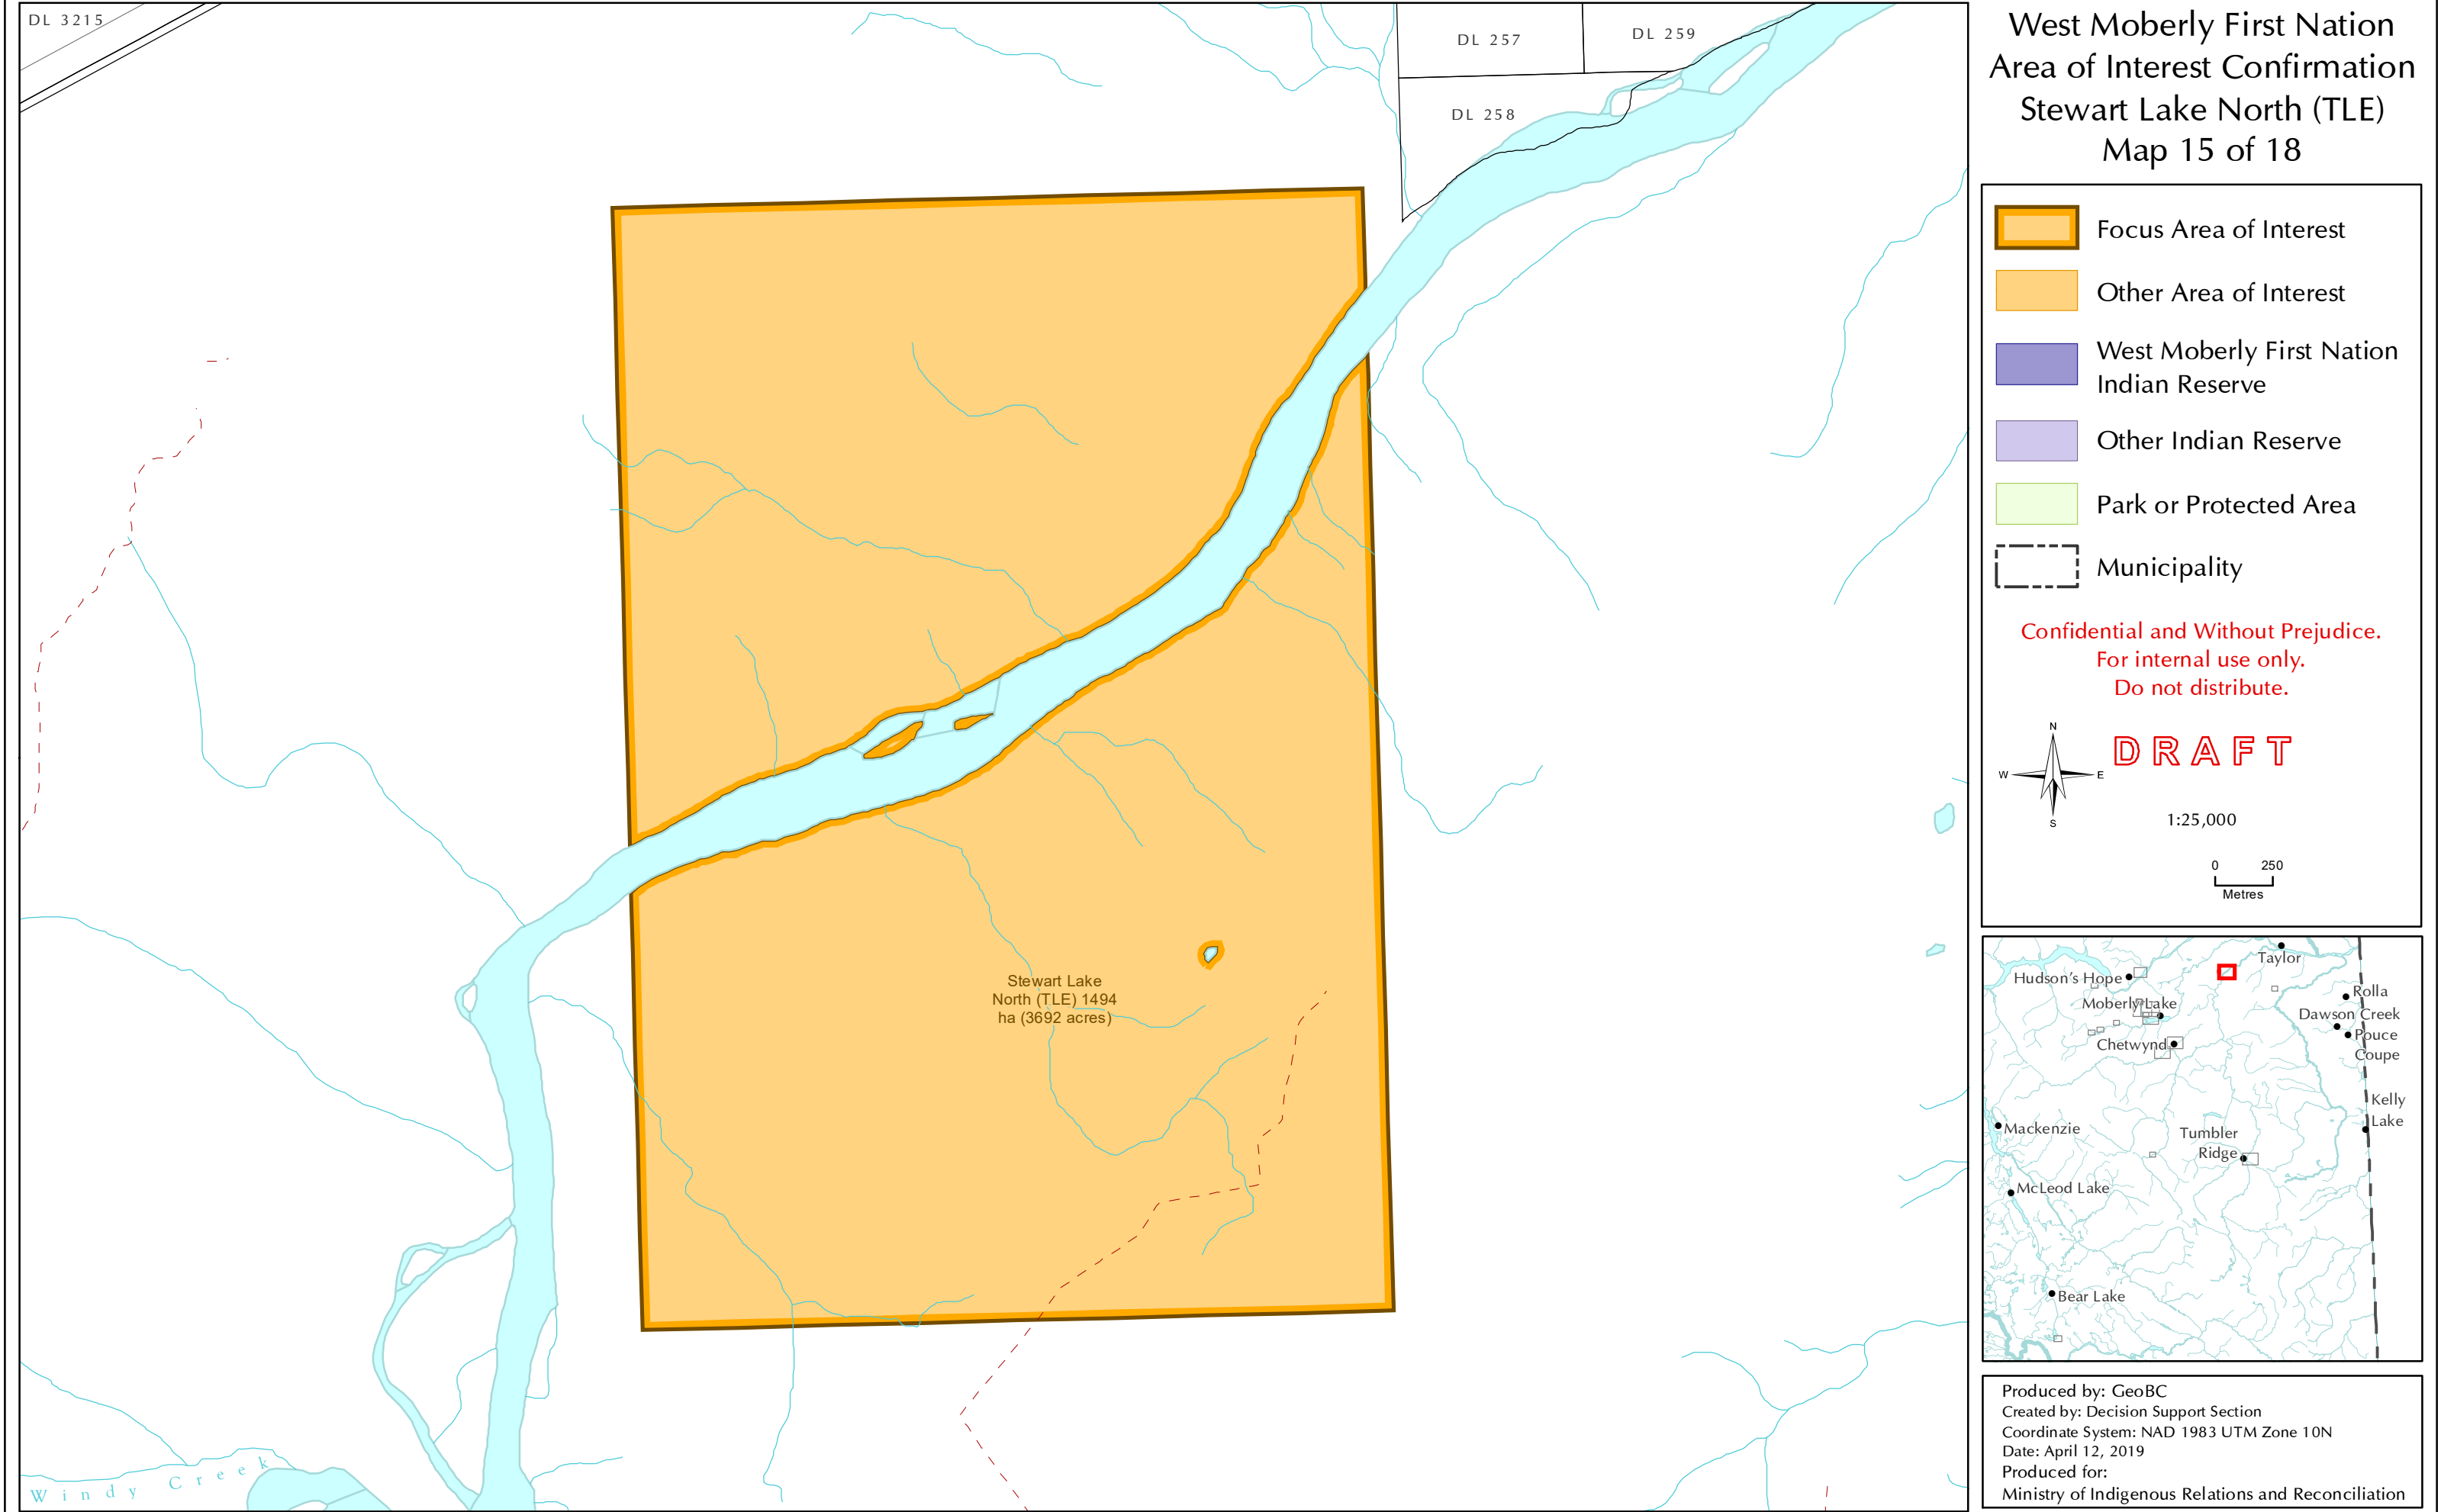 DL 3215
DL 257
DL 259
DL 258
Stewart Lake
North (TLE) 1494
ha (3692 acres)
Windy Creek
West Moberly First Nation
Area of Interest Confirmation
Stewart Lake North (TLE)
Map 15 of 18
Focus Area of Interest
Other Area of Interest
West Moberly First Nation
Indian Reserve
Other Indian Reserve
Park or Protected Area
Municipality
Confidential and Without Prejudice.
For internal use only.
Do not distribute.
N
W E
S
DRAFT
1:25,000
0 250
Metres
Taylor
Hudson's Hope
Rolla
Moberly Lake
Dawson Creek
Pouce
Coupe
Chetwynd
Kelly
Lake
Mackenzie
Tumbler
Ridge
McLeod Lake
Bear Lake
Produced by: GeoBC
Created by: Decision Support Section
Coordinate System: NAD 1983 UTM Zone 10N
Date: April 12, 2019
Produced for:
Ministry of Indigenous Relations and Reconciliation